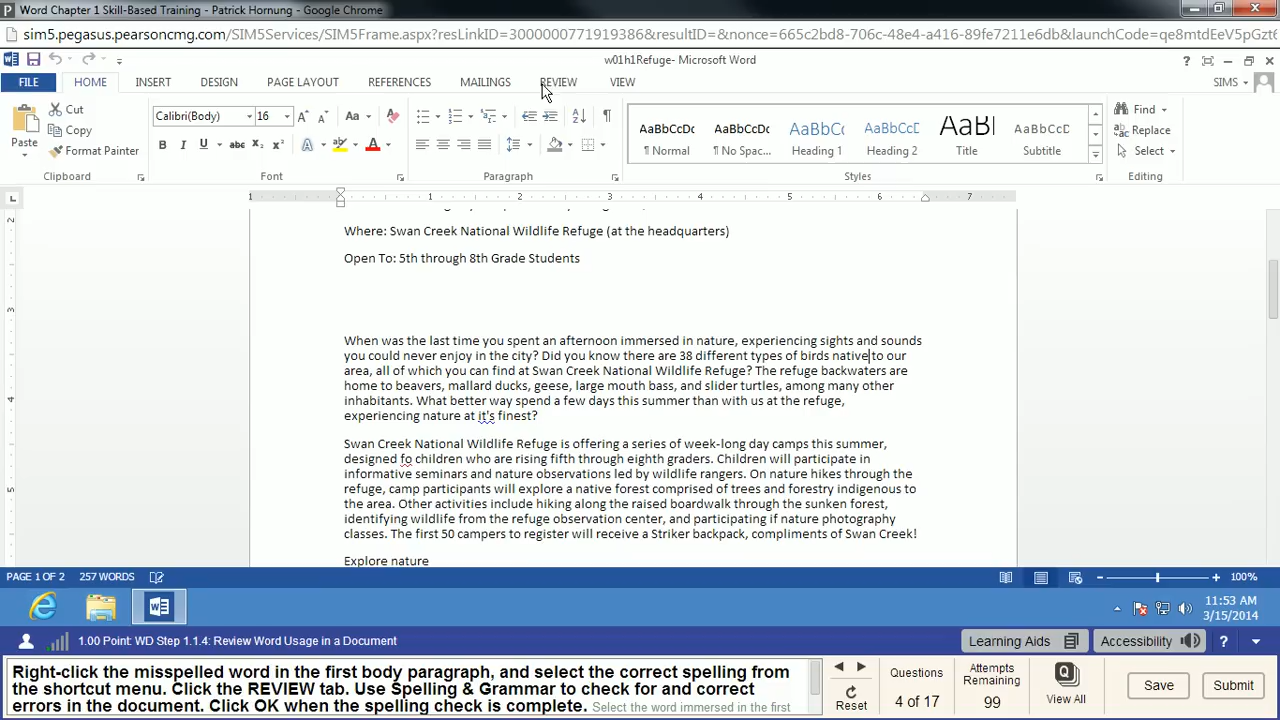 Word Chapter 1 Skill-Based Training - Patrick Hornung - Google Chrome
sim5.pegasus.pearsoncmg.com/SIM5Services/SIM5Frame.aspx?resLinkID=3000000771919386&resultID=&nonce=665c2bd8-706c-48e4-a416-89fe7211e6db&launchCode=qe8mtdEeV5pGzt6
w01h1Refuge- Microsoft Word
FILE HOME INSERT DESIGN PAGE LAYOUT REFERENCES MAILINGS REVIEW VIEW SIMS
Paste Cut Copy Format Painter
Calibri(Body) 16
¶ Normal ¶ No Spac... Heading 1 Heading 2 Title Subtitle
Find Replace Select
Clipboard Font Paragraph Styles Editing
1 1 2 3 4 5 6 7
Where: Swan Creek National Wildlife Refuge (at the headquarters)
Open To: 5th through 8th Grade Students
When was the last time you spent an afternoon immersed in nature, experiencing sights and sounds
you could never enjoy in the city? Did you know there are 38 different types of birds native to our
area, all of which you can find at Swan Creek National Wildlife Refuge? The refuge backwaters are
home to beavers, mallard ducks, geese, large mouth bass, and slider turtles, among many other
inhabitants. What better way spend a few days this summer than with us at the refuge,
experiencing nature at it's finest?
Swan Creek National Wildlife Refuge is offering a series of week-long day camps this summer,
designed fo children who are rising fifth through eighth graders. Children will participate in
informative seminars and nature observations led by wildlife rangers. On nature hikes through the
refuge, camp participants will explore a native forest comprised of trees and forestry indigenous to
the area. Other activities include hiking along the raised boardwalk through the sunken forest,
identifying wildlife from the refuge observation center, and participating if nature photography
classes. The first 50 campers to register will receive a Striker backpack, compliments of Swan Creek!
Explore nature
PAGE 1 OF 2 257 WORDS 100%
11:53 AM
3/15/2014
1.00 Point: WD Step 1.1.4: Review Word Usage in a Document
Learning Aids Accessibility ?
Right-click the misspelled word in the first body paragraph, and select the correct spelling from
the shortcut menu. Click the REVIEW tab. Use Spelling & Grammar to check for and correct
errors in the document. Click OK when the spelling check is complete. Select the word immersed in the first
Reset
Questions
4 of 17
Attempts
Remaining
99
View All
Save
Submit